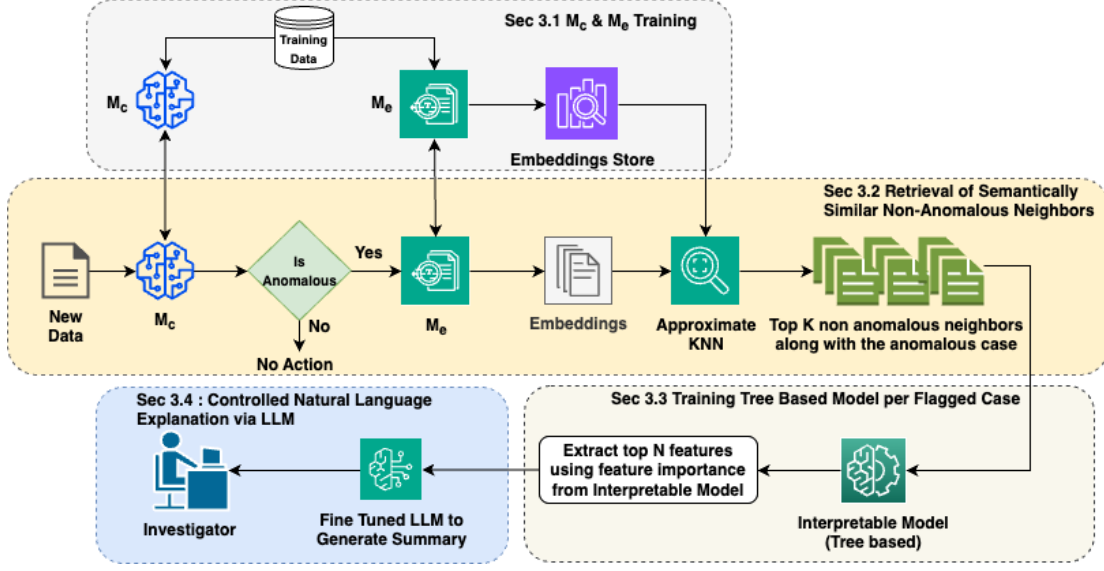 Sec 3.1 Mc & Me Training
Training
Data
Mc
Me
Embeddings Store
Sec 3.2 Retrieval of Semantically
Similar Non-Anomalous Neighbors
New
Data
Mc
Is
Anomalous
Yes
No
No Action
Me
Embeddings
Approximate
KNN
Top K non anomalous neighbors
along with the anomalous case
Sec 3.3 Training Tree Based Model per Flagged Case
Extract top N features
using feature importance
from Interpretable Model
Interpretable Model
(Tree based)
Sec 3.4 : Controlled Natural Language
Explanation via LLM
Investigator
Fine Tuned LLM to
Generate Summary